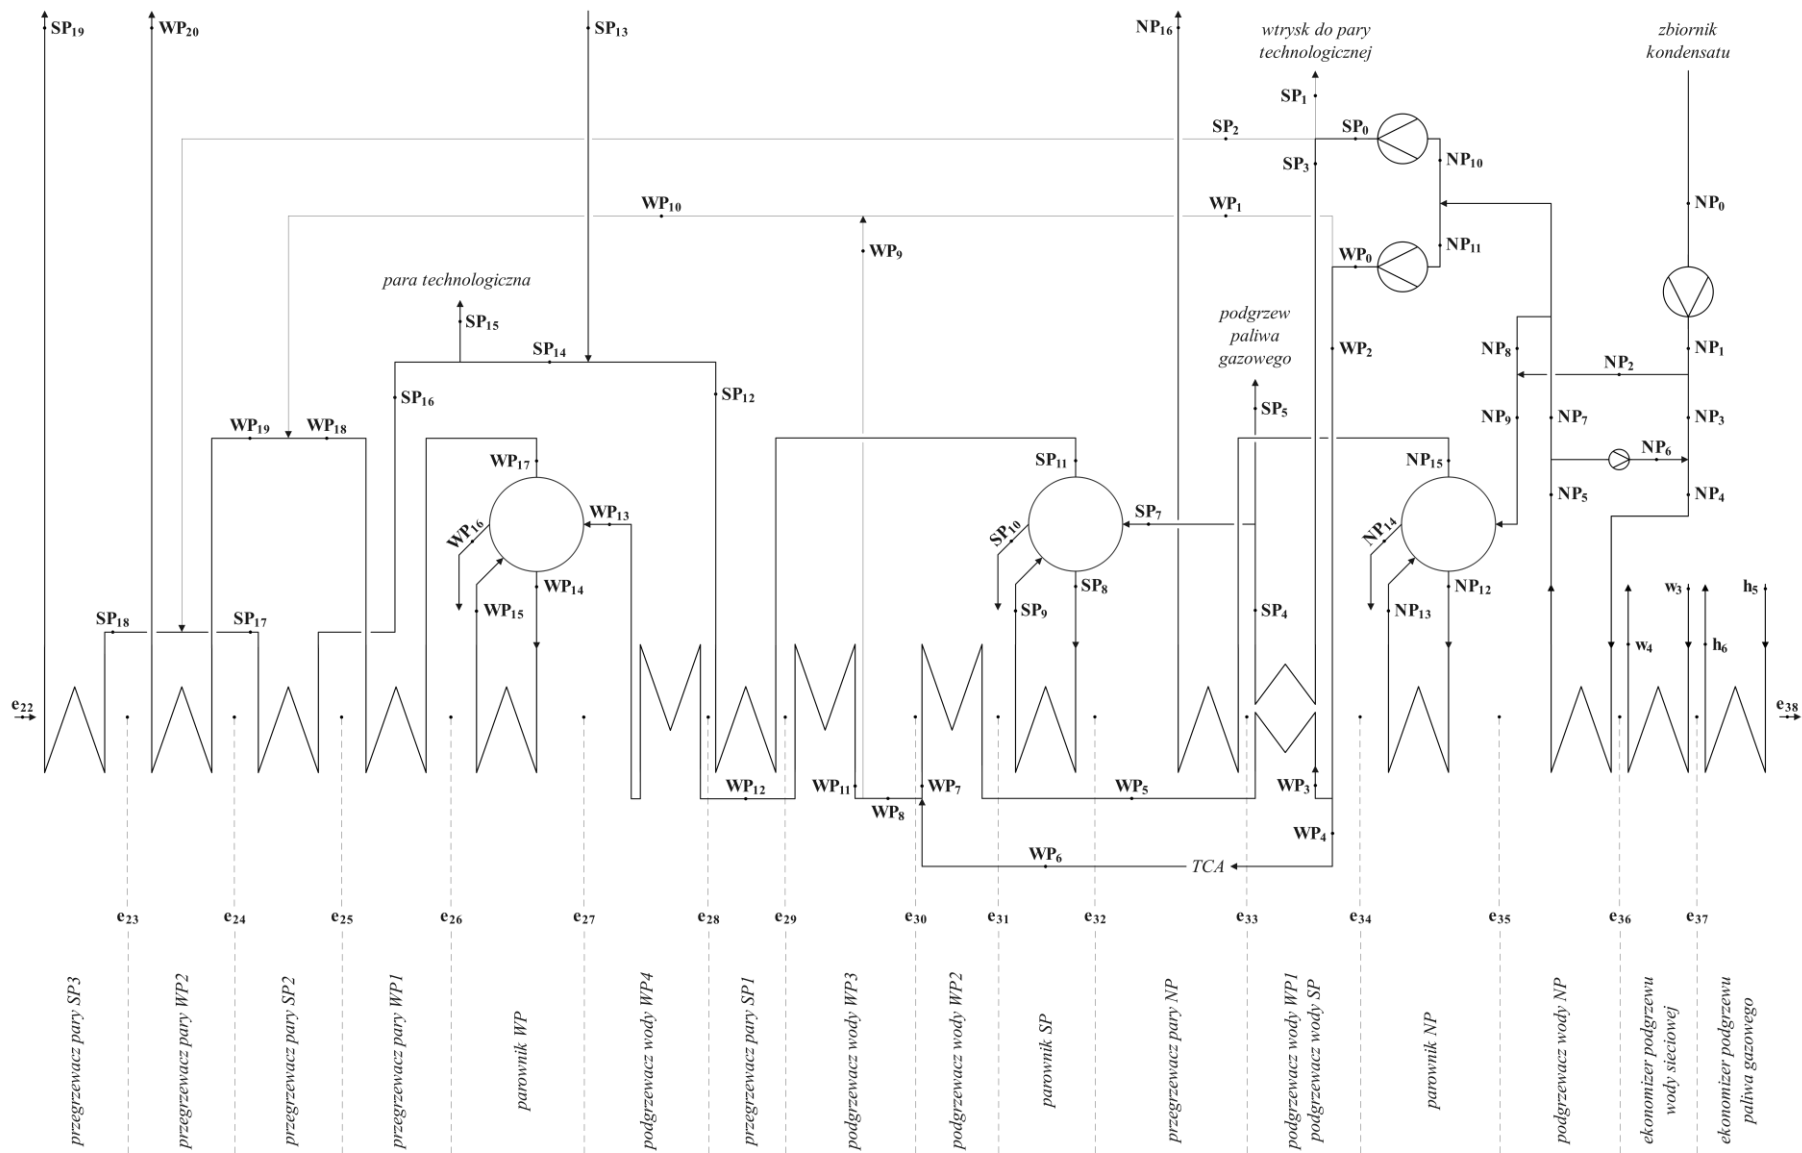 SP₁₉
WP₂₀
SP₁₃
NP₁₆
wtrysk do pary
technologicznej
zbiornik
kondensatu
SP₁
SP₂
SP₀
SP₃
NP₁₀
WP₁₀
WP₁
NP₀
WP₉
WP₀
NP₁₁
para technologiczna
SP₁₅
podgrzew
paliwa
gazowego
SP₁₄
WP₂
NP₈
NP₂
NP₁
SP₁₆
SP₁₂
SP₅
NP₉
NP₇
NP₃
WP₁₉
WP₁₈
WP₁₇
SP₁₁
NP₁₅
NP₆
NP₅
NP₄
WP₁₆
WP₁₃
SP₁₀
SP₇
NP₁₄
WP₁₄
SP₈
NP₁₂
w₃
h₅
WP₁₅
SP₉
SP₄
NP₁₃
SP₁₈
SP₁₇
w₄
h₆
e₂₂
e₃₈
WP₁₂
WP₁₁
WP₈
WP₇
WP₅
WP₃
WP₄
WP₆
TCA
e₂₃
e₂₄
e₂₅
e₂₆
e₂₇
e₂₈
e₂₉
e₃₀
e₃₁
e₃₂
e₃₃
e₃₄
e₃₅
e₃₆
e₃₇
przegrzewacz pary SP3
przegrzewacz pary WP2
przegrzewacz pary SP2
przegrzewacz pary WP1
parownik WP
podgrzewacz wody WP4
przegrzewacz pary SP1
podgrzewacz wody WP3
podgrzewacz wody WP2
parownik SP
przegrzewacz pary NP
podgrzewacz wody WP1
podgrzewacz wody SP
parownik NP
podgrzewacz wody NP
ekonomizer podgrzewu
wody sieciowej
ekonomizer podgrzewu
paliwa gazowego